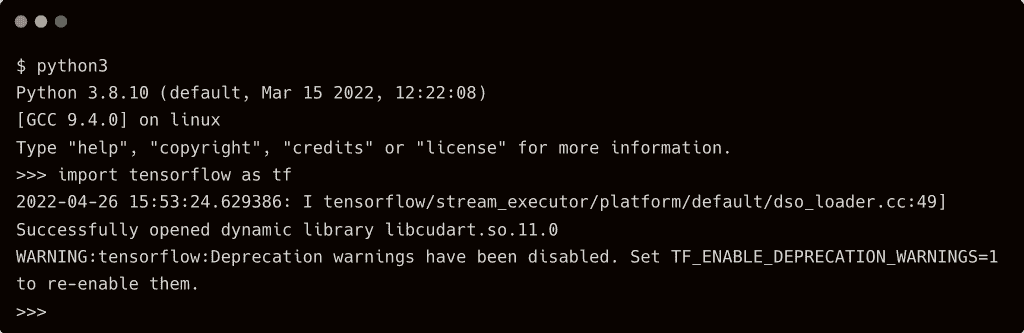 $ python3
Python 3.8.10 (default, Mar 15 2022, 12:22:08)
[GCC 9.4.0] on linux
Type "help", "copyright", "credits" or "license" for more information.
>>> import tensorflow as tf
2022-04-26 15:53:24.629386: I tensorflow/stream_executor/platform/default/dso_loader.cc:49]
Successfully opened dynamic library libcudart.so.11.0
WARNING:tensorflow:Deprecation warnings have been disabled. Set TF_ENABLE_DEPRECATION_WARNINGS=1
to re-enable them.
>>>